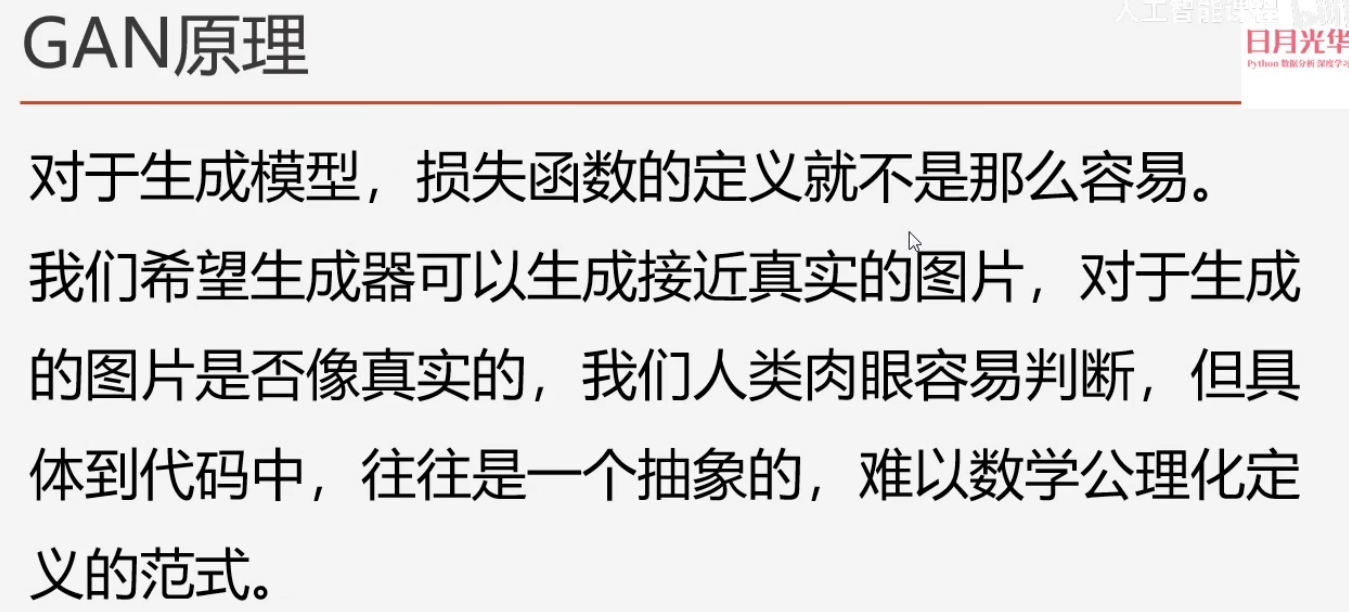 人工智能课程
GAN原理
日月光华
Python 数据分析 深度学习
对于生成模型，损失函数的定义就不是那么容易。
我们希望生成器可以生成接近真实的图片，对于生成
的图片是否像真实的，我们人类肉眼容易判断，但具
体到代码中，往往是一个抽象的，难以数学公理化定
义的范式。